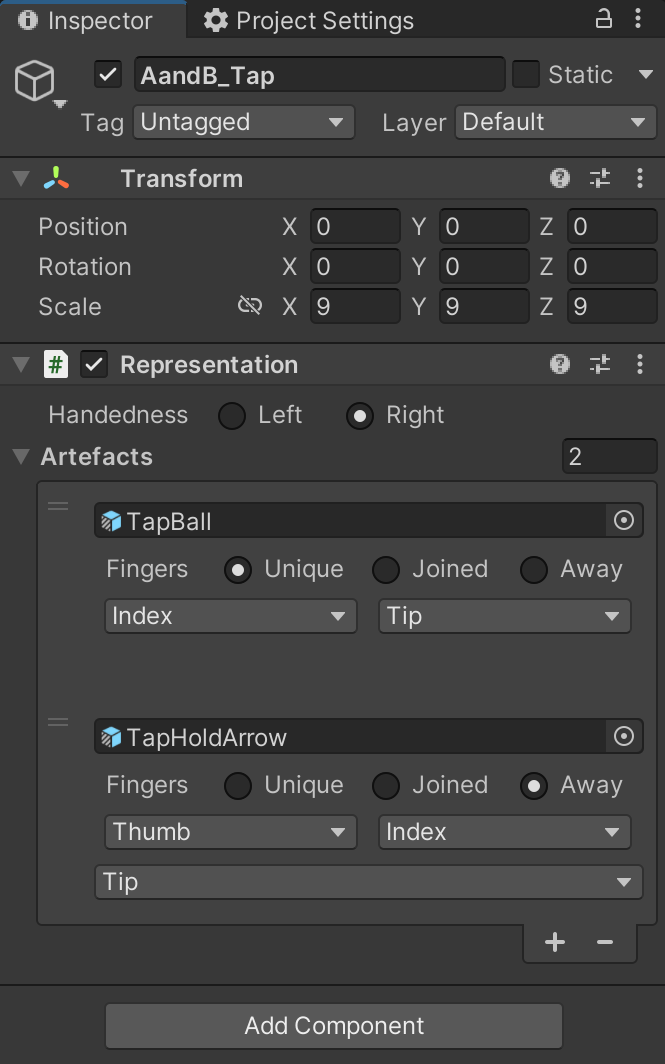 Inspector Project Settings
AandB_Tap Static
Tag Untagged Layer Default
Transform
Position X 0 Y 0 Z 0
Rotation X 0 Y 0 Z 0
Scale X 9 Y 9 Z 9
# Representation
Handedness Left Right
Artefacts 2
TapBall
Fingers Unique Joined Away
Index Tip
TapHoldArrow
Fingers Unique Joined Away
Thumb Index
Tip
+ −
Add Component